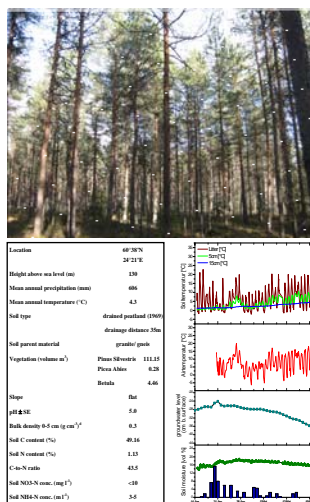 Location 60°38'N
24°21'E
Height above sea level (m) 130
Mean annual precipitation (mm) 606
Mean annual temperature (°C) 4.3
Soil type drained peatland (1969)
drainage distance 35m
Soil parent material granite/ gneis
Vegetation (volume m³) Pinus Silvestris 111.15
Picea Abies 0.28
Betula 4.46
Slope flat
pH±SE 5.0
Bulk density 0-5 cm (g cm⁻³) 0.3
Soil C content (%) 49.16
Soil N content (%) 1.13
C-to-N ratio 43.5
Soil NO3-N conc. (mg l⁻¹) <10
Soil NH4-N conc. (m l⁻¹) 3-5
Litter [°C]
5cm [°C]
15cm [°C]
Soil temperature [°C]
Airtemperature [°C]
groundwater level
(cm b. surface)
Soil moisture [vol %]